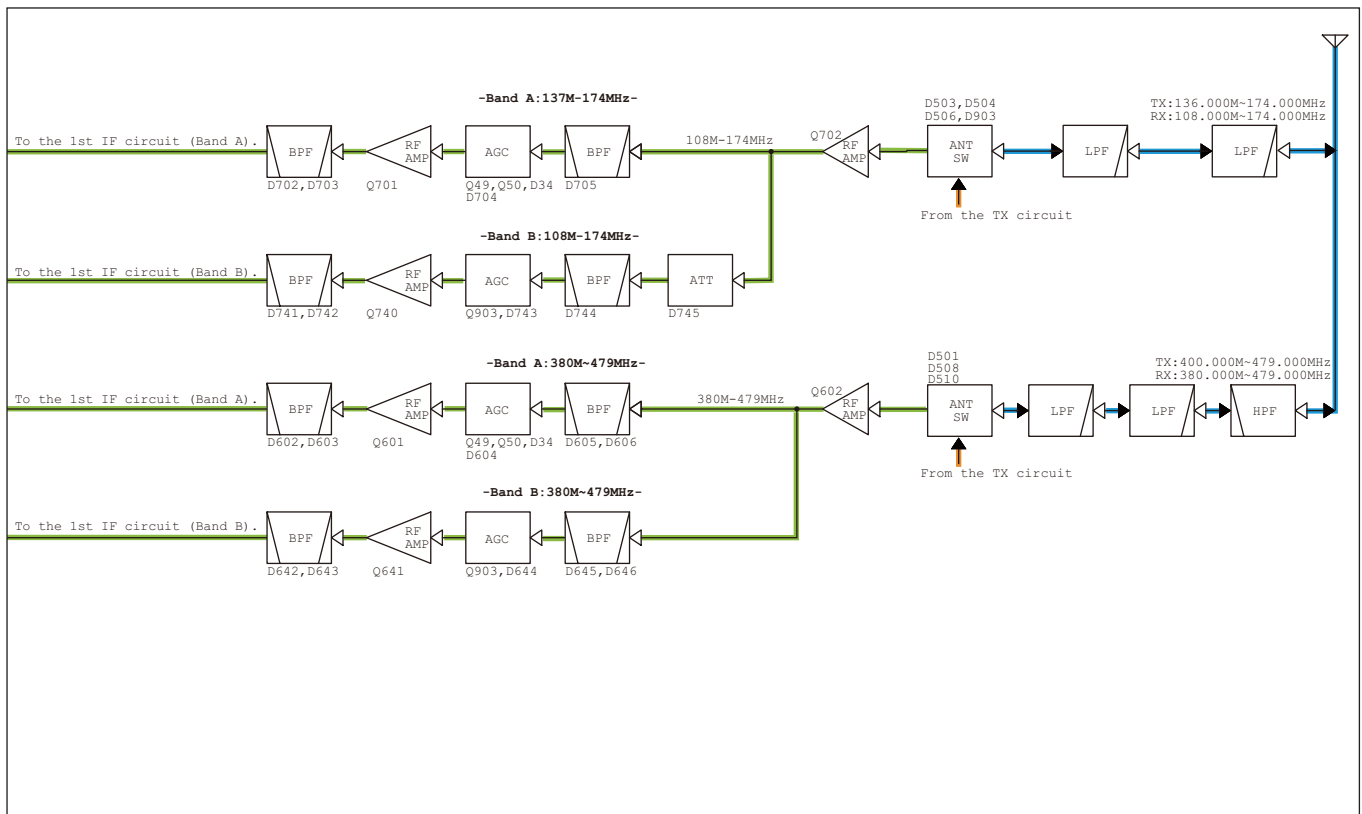 -Band A:137M-174MHz-
D503,D504
D506,D903
TX:136.000M~174.000MHz
RX:108.000M~174.000MHz
To the 1st IF circuit (Band A).
BPF
RF
AMP
AGC
BPF
108M-174MHz
Q702
RF
AMP
ANT
SW
LPF
LPF
D702,D703
Q701
Q49,Q50,D34
D704
D705
From the TX circuit
-Band B:108M-174MHz-
To the 1st IF circuit (Band B).
BPF
RF
AMP
AGC
BPF
ATT
D741,D742
Q740
Q903,D743
D744
D745
-Band A:380M~479MHz-
D501
D508
D510
TX:400.000M~479.000MHz
RX:380.000M~479.000MHz
To the 1st IF circuit (Band A).
BPF
RF
AMP
AGC
BPF
380M-479MHz
Q602
RF
AMP
ANT
SW
LPF
LPF
HPF
D602,D603
Q601
Q49,Q50,D34
D604
D605,D606
From the TX circuit
-Band B:380M~479MHz-
To the 1st IF circuit (Band B).
BPF
RF
AMP
AGC
BPF
D642,D643
Q641
Q903,D644
D645,D646